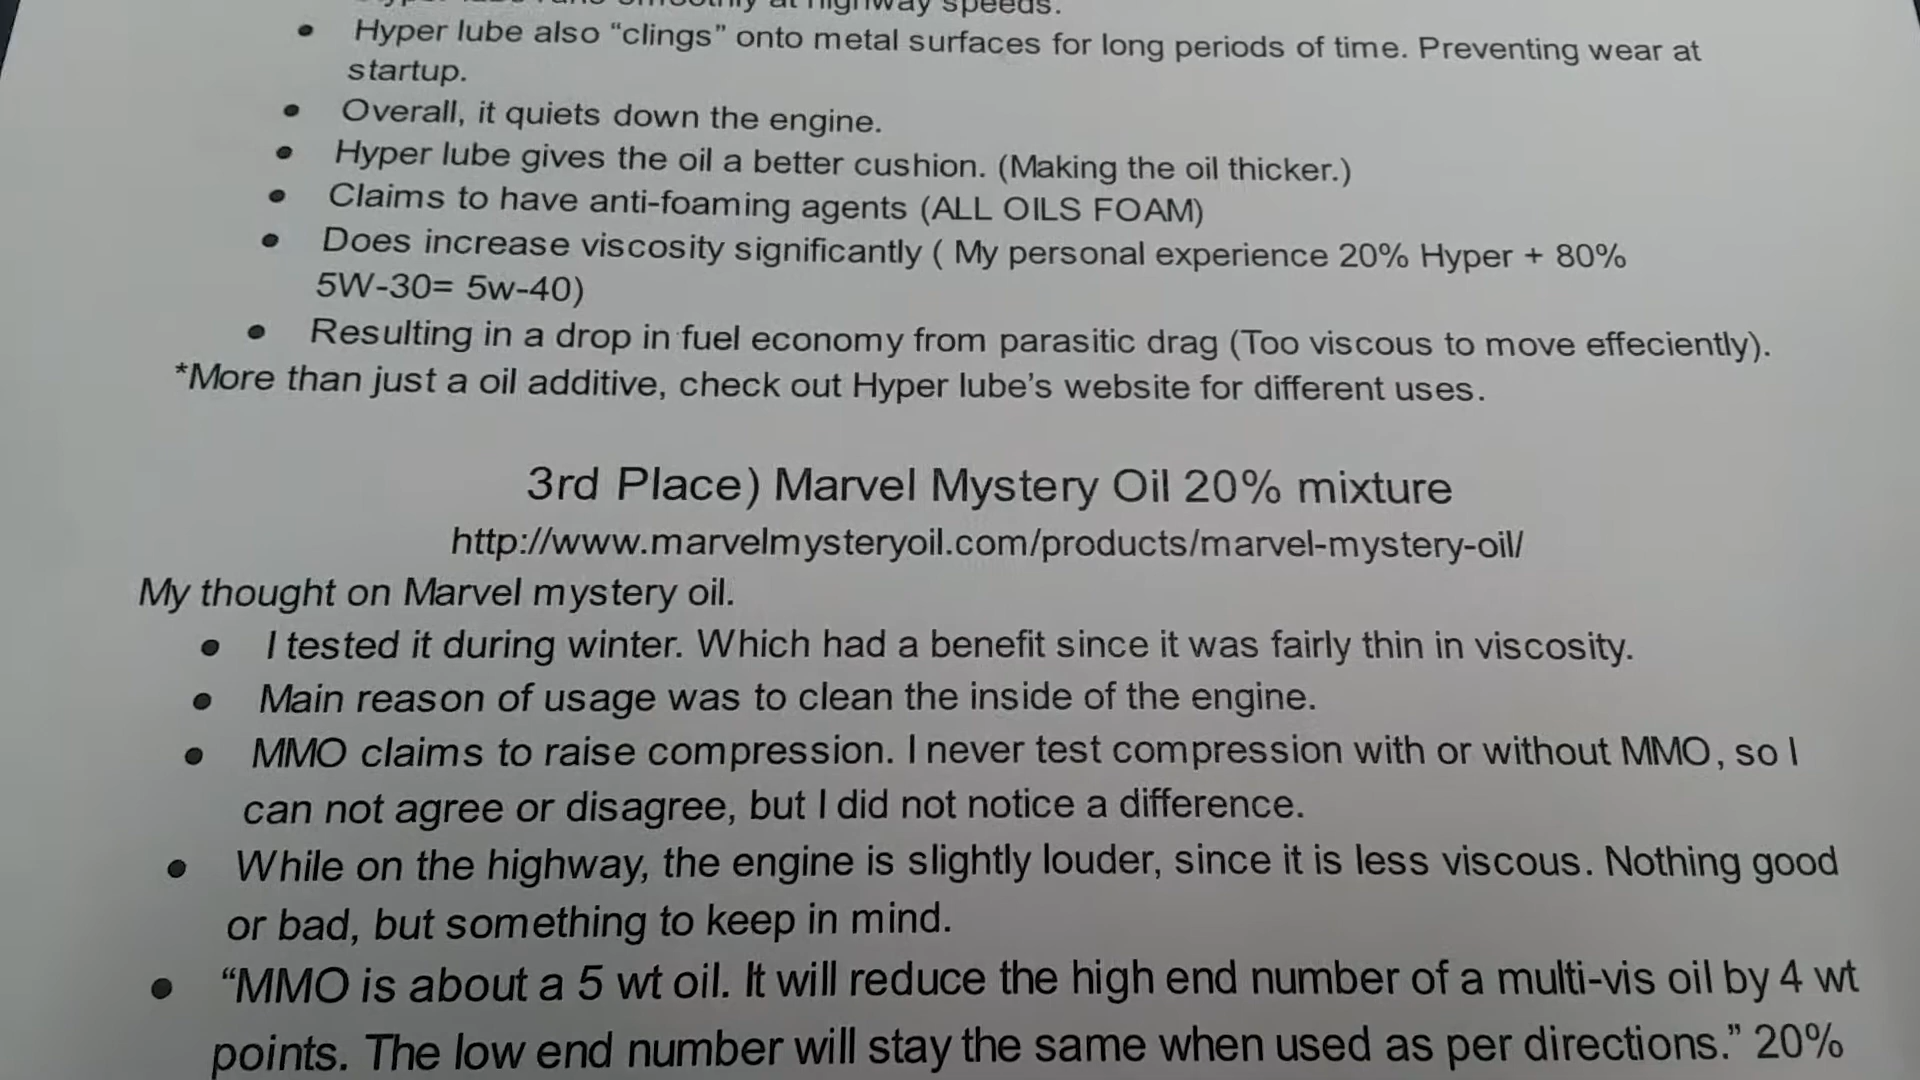 smoothly at highway speeds.
• Hyper lube also “clings” onto metal surfaces for long periods of time. Preventing wear at
startup.
• Overall, it quiets down the engine.
• Hyper lube gives the oil a better cushion. (Making the oil thicker.)
• Claims to have anti-foaming agents (ALL OILS FOAM)
• Does increase viscosity significantly ( My personal experience 20% Hyper + 80%
5W-30= 5w-40)
• Resulting in a drop in fuel economy from parasitic drag (Too viscous to move effeciently).
*More than just a oil additive, check out Hyper lube’s website for different uses.
3rd Place) Marvel Mystery Oil 20% mixture
http://www.marvelmysteryoil.com/products/marvel-mystery-oil/
My thought on Marvel mystery oil.
• I tested it during winter. Which had a benefit since it was fairly thin in viscosity.
• Main reason of usage was to clean the inside of the engine.
• MMO claims to raise compression. I never test compression with or without MMO, so I
can not agree or disagree, but I did not notice a difference.
• While on the highway, the engine is slightly louder, since it is less viscous. Nothing good
or bad, but something to keep in mind.
• “MMO is about a 5 wt oil. It will reduce the high end number of a multi-vis oil by 4 wt
points. The low end number will stay the same when used as per directions.” 20%